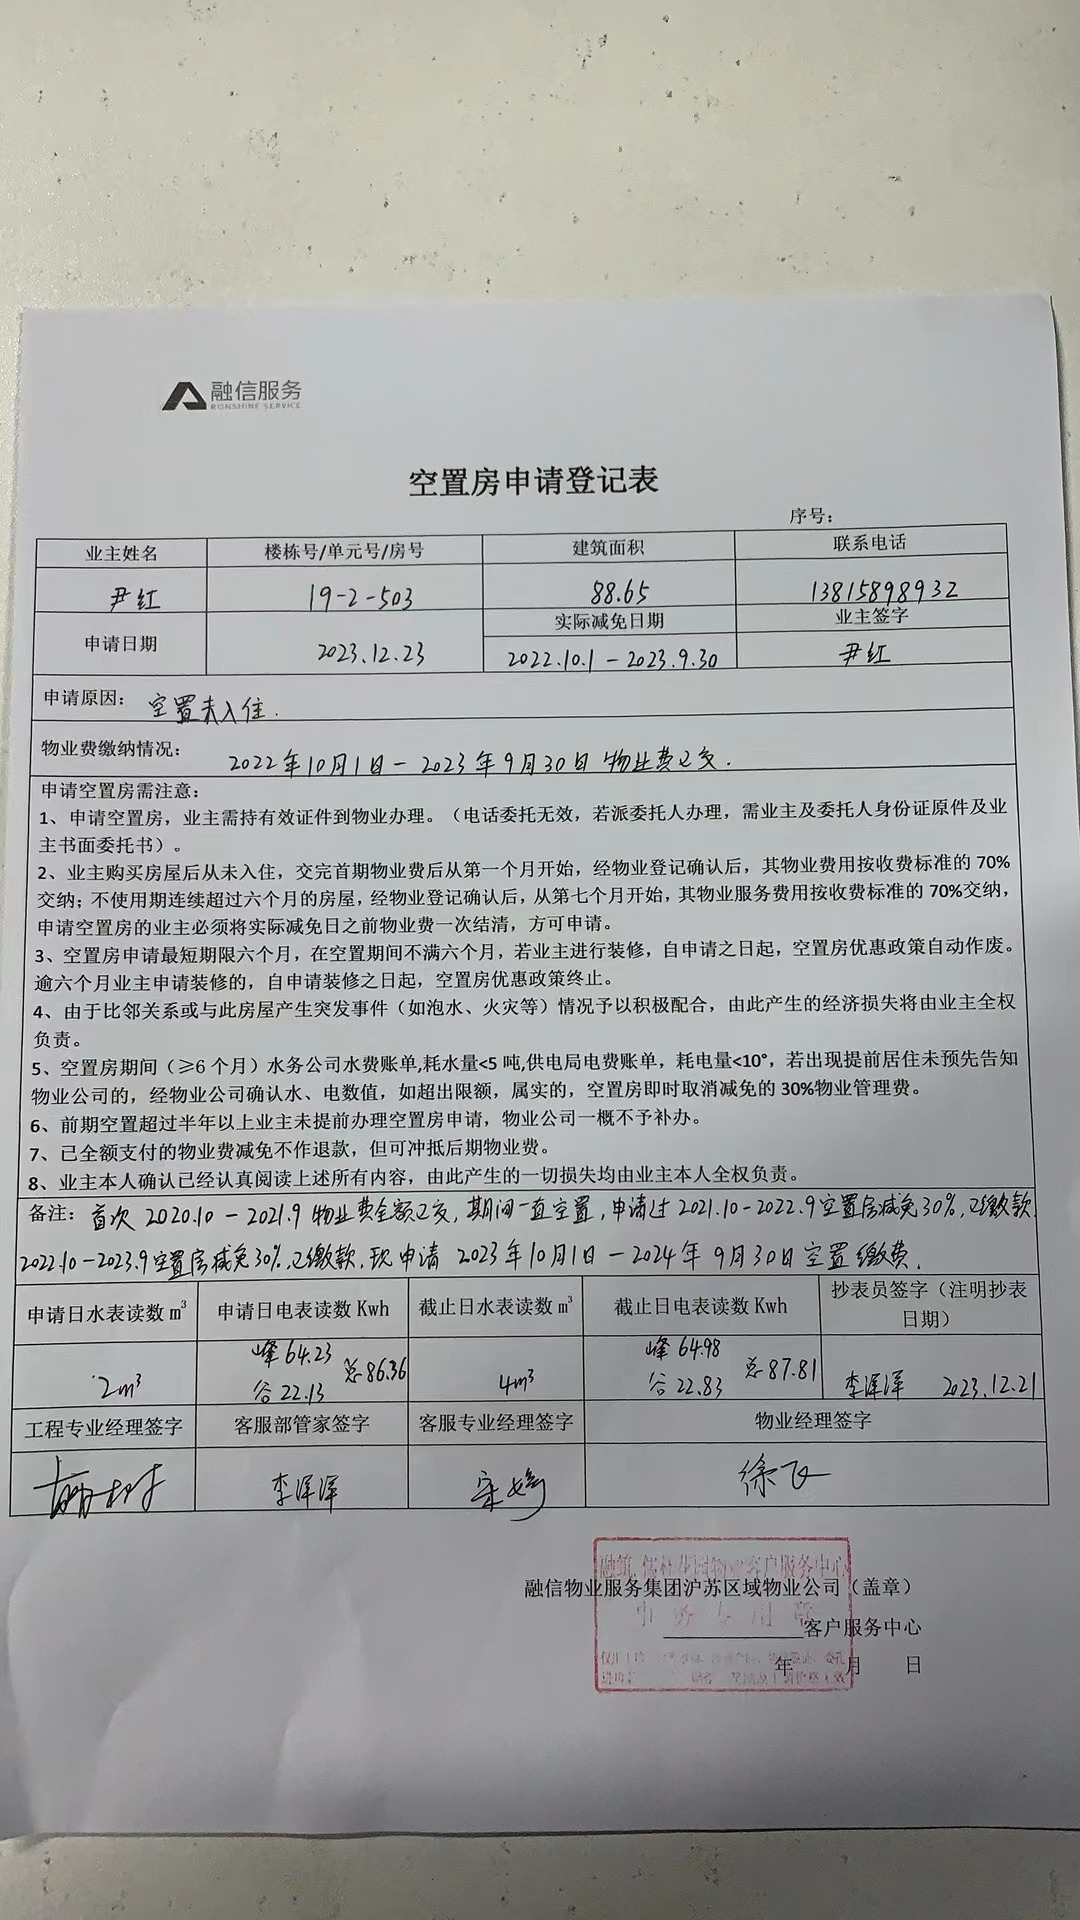 融信服务
RONSHINE SERVICE
空置房申请登记表
序号：
业主姓名 楼栋号/单元号/房号 建筑面积 联系电话
尹红 19-2-503 88.65 13815898932
申请日期 2023.12.23 实际减免日期 业主签字
2022.10.1 - 2023.9.30 尹红
申请原因： 空置未入住.
物业费缴纳情况： 2022年10月1日-2023年9月30日物业费已交.
申请空置房需注意：
1、申请空置房，业主需持有效证件到物业办理。（电话委托无效，若派委托人办理，需业主及委托人身份证原件及业
主书面委托书）。
2、业主购买房屋后从未入住，交完首期物业费后从第一个月开始，经物业登记确认后，其物业费用按收费标准的 70%
交纳；不使用期连续超过六个月的房屋，经物业登记确认后，从第七个月开始，其物业服务费用按收费标准的 70%交纳，
申请空置房的业主必须将实际减免日之前物业费一次结清，方可申请。
3、空置房申请最短期限六个月，在空置期间不满六个月，若业主进行装修，自申请之日起，空置房优惠政策自动作废。
逾六个月业主申请装修的，自申请装修之日起，空置房优惠政策终止。
4、由于比邻关系或与此房屋产生突发事件（如泡水、火灾等）情况予以积极配合，由此产生的经济损失将由业主全权
负责。
5、空置房期间（≥6 个月）水务公司水费账单,耗水量<5 吨,供电局电费账单，耗电量<10°，若出现提前居住未预先告知
物业公司的，经物业公司确认水、电数值，如超出限额，属实的，空置房即时取消减免的 30%物业管理费。
6、前期空置超过半年以上业主未提前办理空置房申请，物业公司一概不予补办。
7、已全额支付的物业费减免不作退款，但可冲抵后期物业费。
8、业主本人确认已经认真阅读上述所有内容，由此产生的一切损失均由业主本人全权负责。
备注：首次2020.10-2021.9物业费全额已交，期间一直空置，申请过2021.10-2022.9空置房减免30%，已缴款
2022.10-2023.9空置房减免30%，已缴款，现申请 2023年10月1日-2024年9月30日空置缴费.
申请日水表读数 m³ 申请日电表读数 Kwh 截止日水表读数 m³ 截止日电表读数 Kwh 抄表员签字（注明抄表
日期）
2m³ 峰64.23 谷22.13 总86.36 4m³ 峰64.98 谷22.83 总87.81 李洋洋 2023.12.21
工程专业经理签字 客服部管家签字 客服专业经理签字 物业经理签字
李洋洋 徐飞
融信物业服务集团沪苏区域物业公司（盖章）
客户服务中心
年 月 日